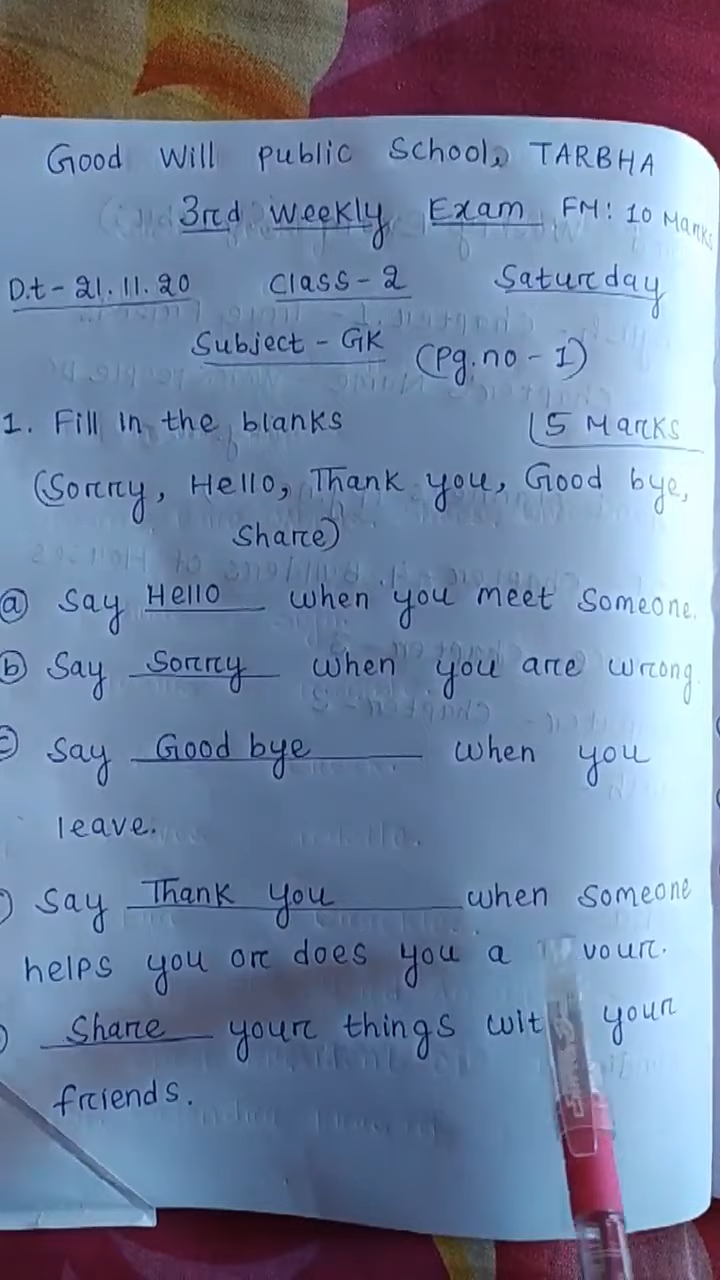 Good Will public School, TARBHA
3rd Weekly Exam FM: 10 Marks
D.t - 21.11.20 Class - 2 Saturday
Subject - GK (Pg. no - 1)
1. Fill in the blanks 5 Marks
(Sorry, Hello, Thank you, Good bye,
Share)
a Say Hello when you meet Someone.
b Say Sorry when you are wrong.
c Say Good bye when you
leave.
Say Thank you when Someone
helps you or does you a
Share your things your
friends.